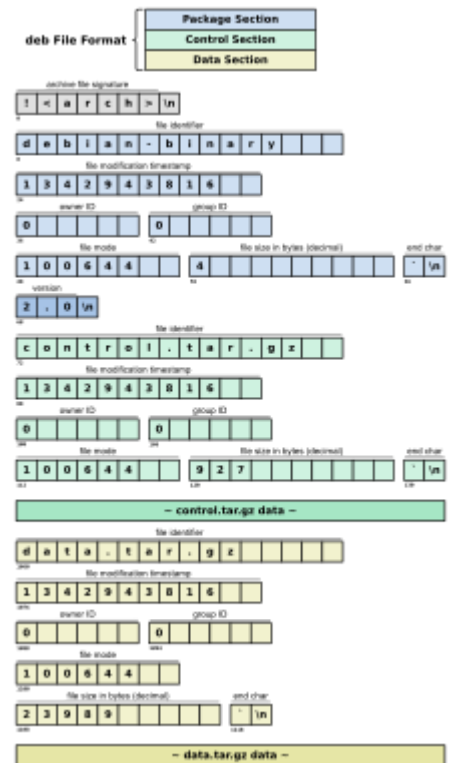 Package Section
deb File Format
Control Section
Data Section
archive file signature
! < a r c h > \n
file identifier
d e b i a n - b i n a r y
file modification timestamp
1 3 4 2 9 4 3 8 1 6
owner ID group ID
0 0
file mode file size in bytes (decimal) end char
1 0 0 6 4 4 4 ` \n
version
2 . 0 \n
file identifier
c o n t r o l . t a r . g z
file modification timestamp
1 3 4 2 9 4 3 8 1 6
owner ID group ID
0 0
file mode file size in bytes (decimal) end char
1 0 0 6 4 4 9 2 7 ` \n
~ control.tar.gz data ~
file identifier
d a t a . t a r . g z
file modification timestamp
1 3 4 2 9 4 3 8 1 6
owner ID group ID
0 0
file mode
1 0 0 6 4 4
file size in bytes (decimal) end char
2 3 9 8 9 ` \n
~ data.tar.gz data ~